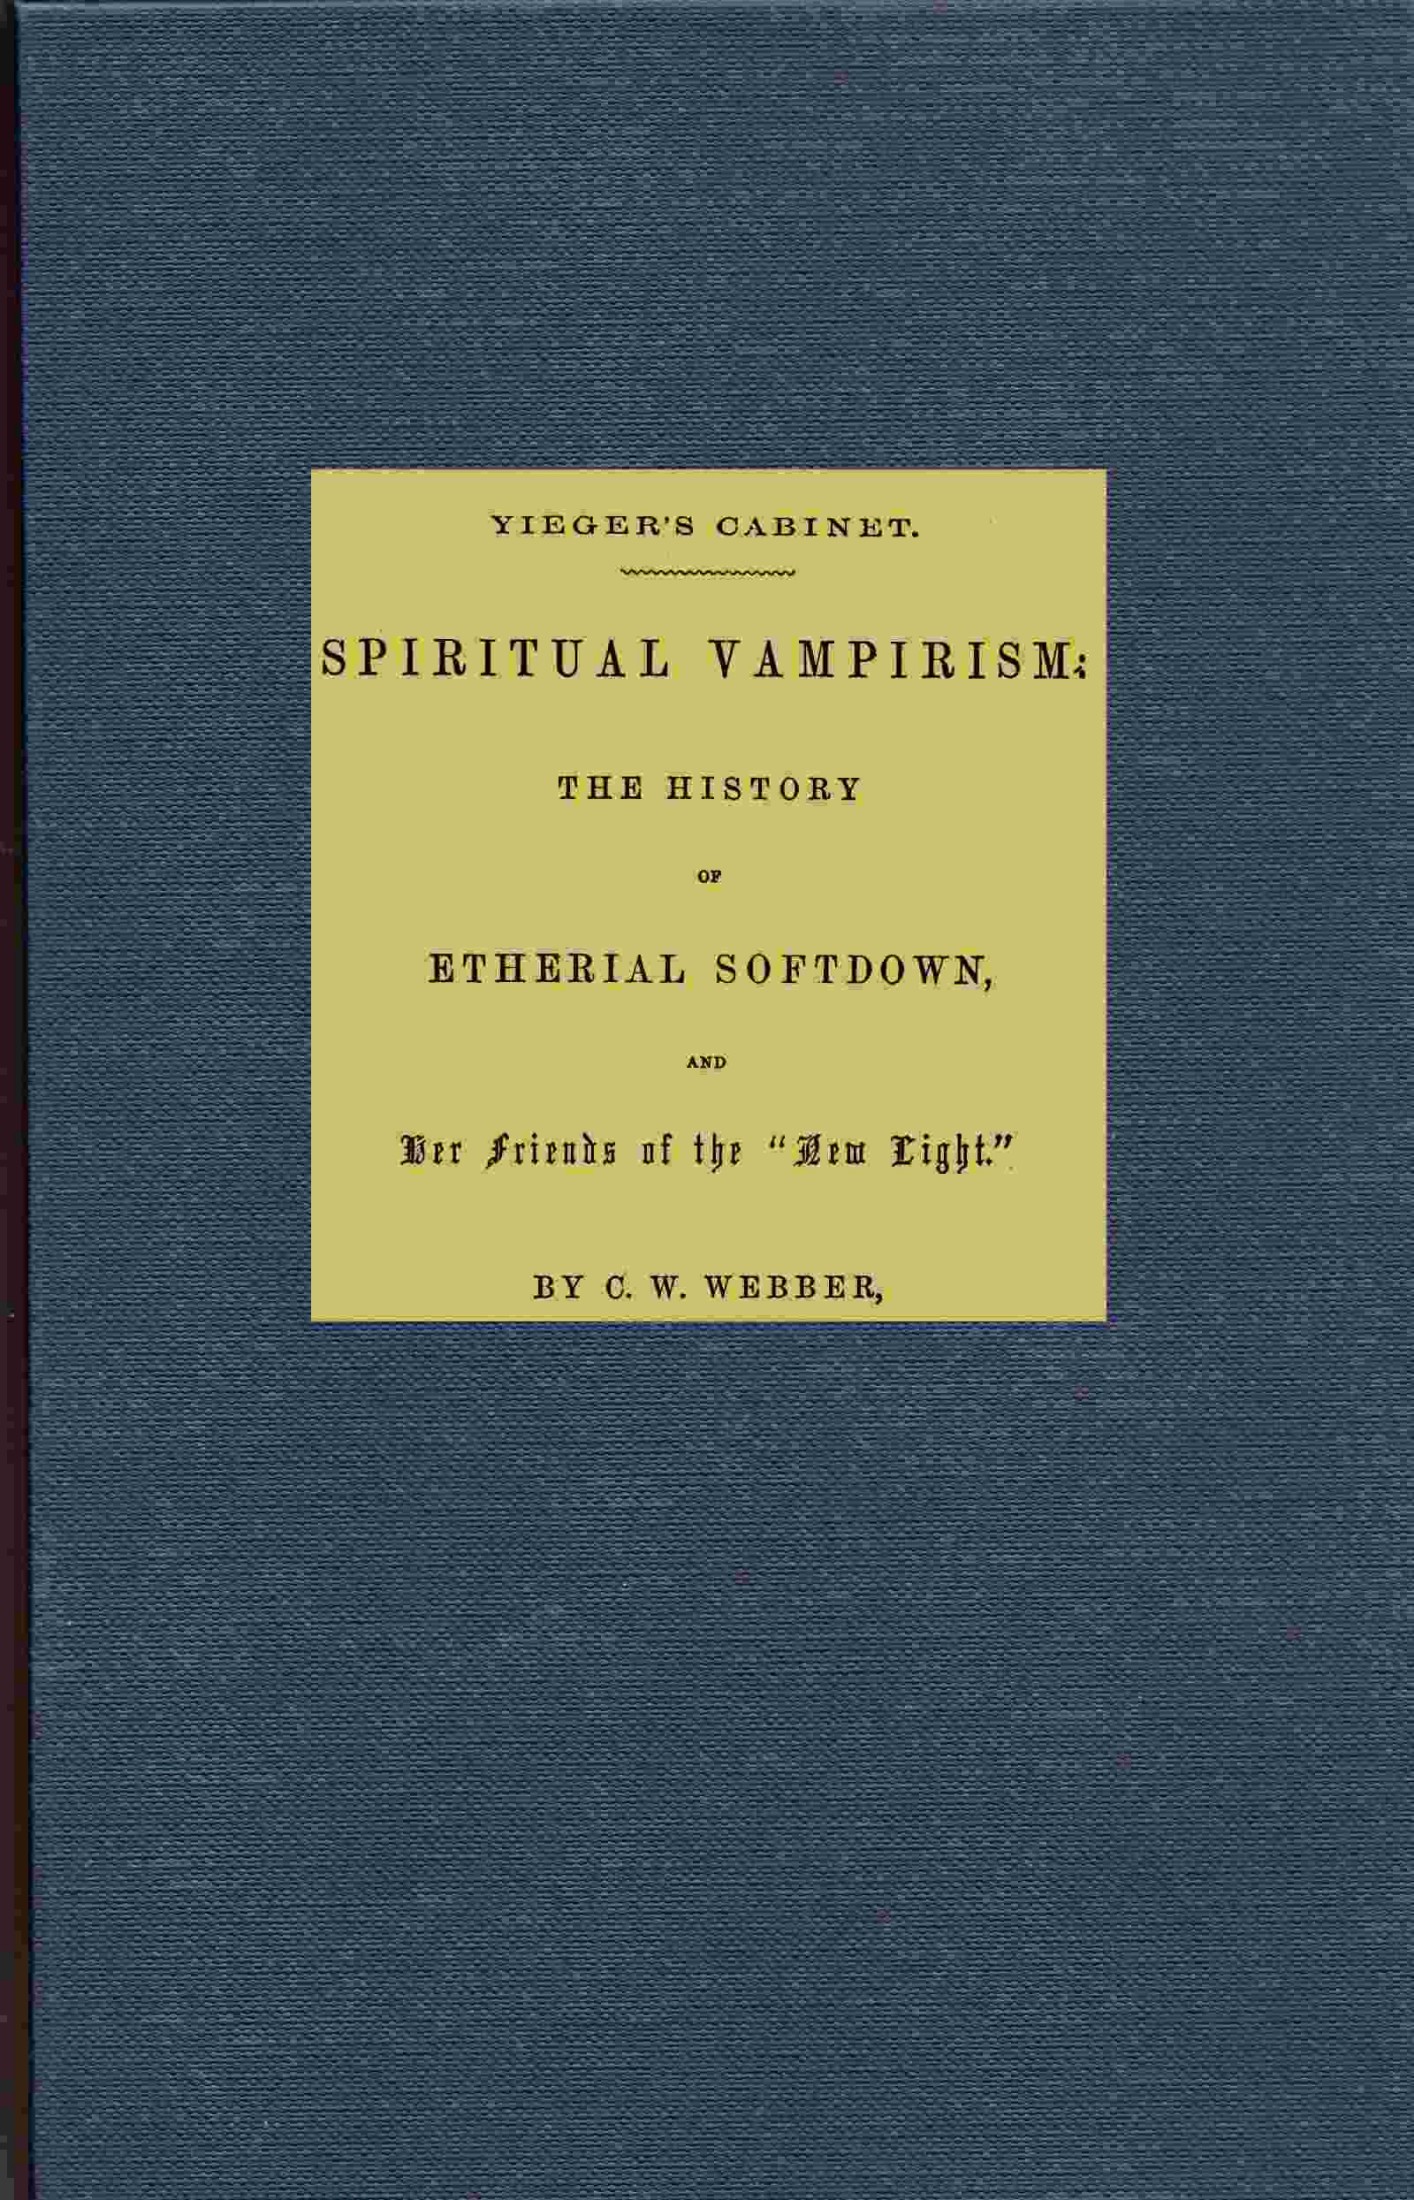 YIEGER'S CABINET.
SPIRITUAL VAMPIRISM:
THE HISTORY
OF
ETHERIAL SOFTDOWN,
AND
Her Friends of the "New Light."
BY C. W. WEBBER,